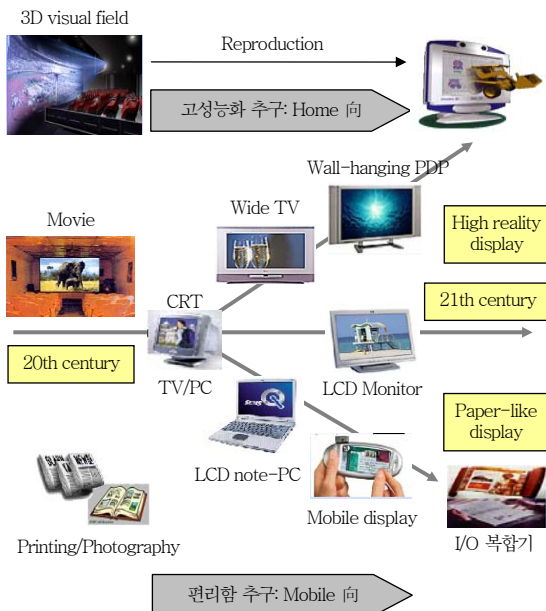 3D visual field
Reproduction
고성능화 추구: Home 向
Wall-hanging PDP
Wide TV
Movie
High reality
display
CRT
21th century
20th century
TV/PC
LCD Monitor
Paper-like
display
LCD note-PC
Mobile display
Printing/Photography
I/O 복합기
편리함 추구: Mobile 向